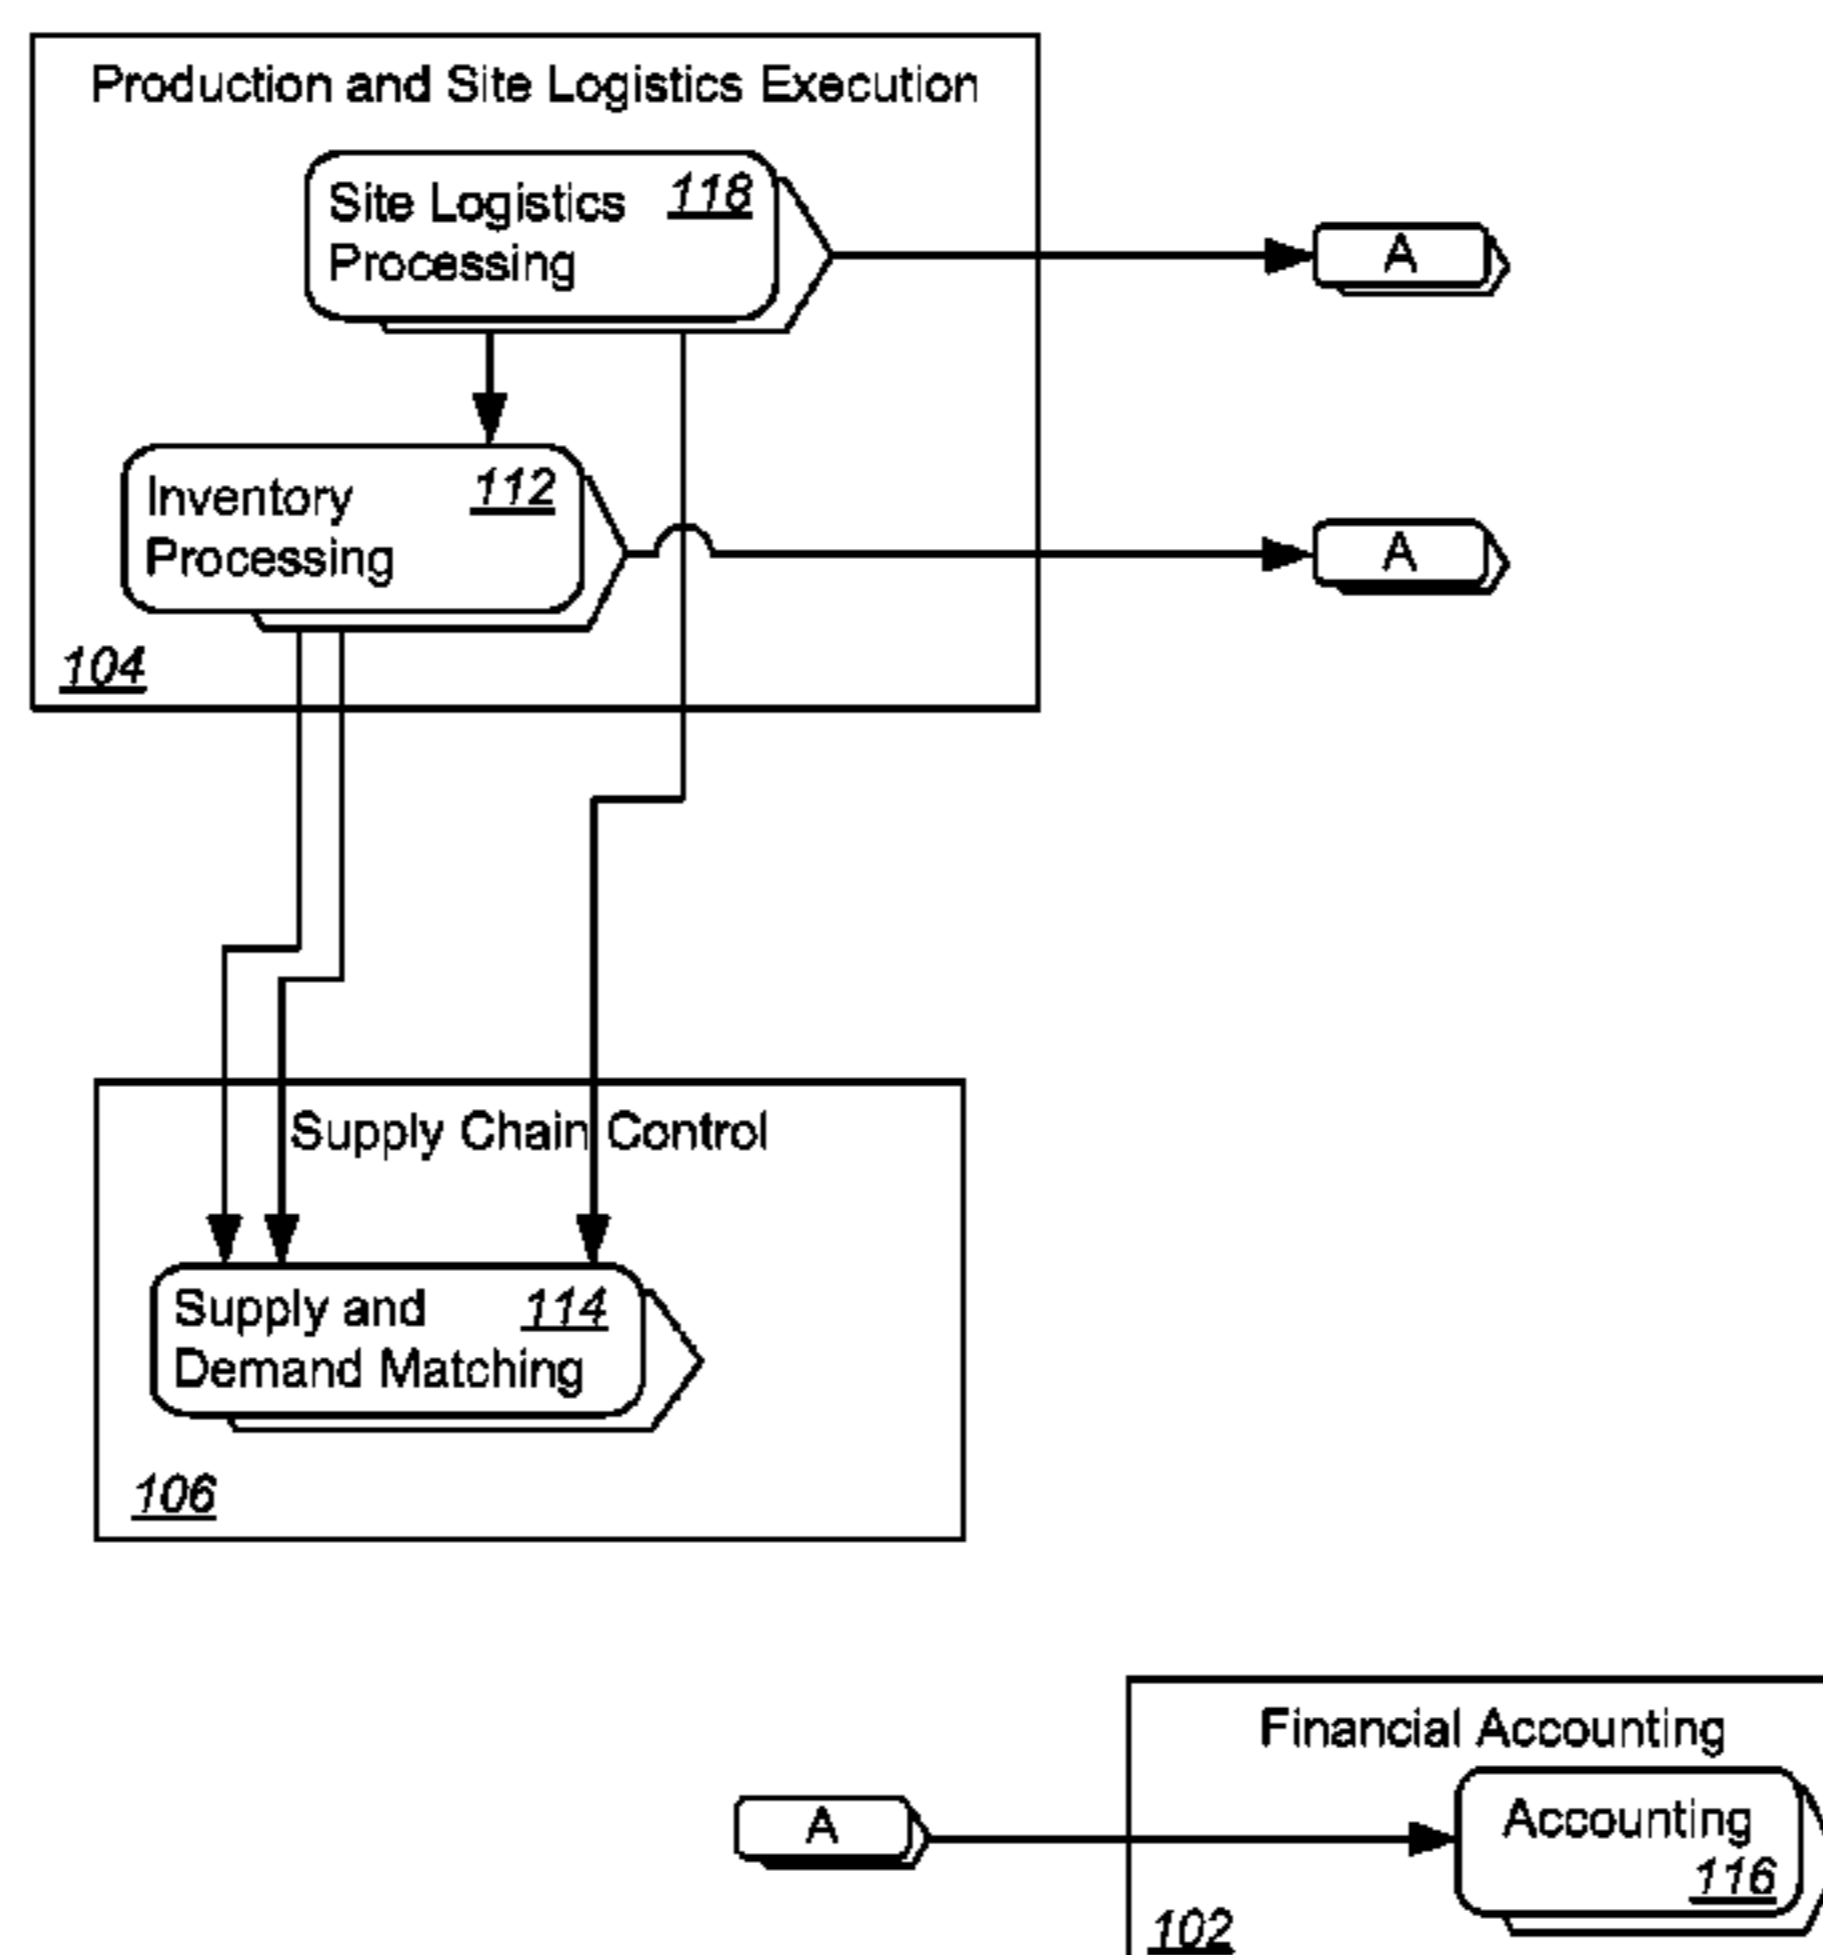 Production and Site Logistics Execution
Site Logistics 118
Processing
A
Inventory 112
Processing
A
104
Supply Chain Control
Supply and 114
Demand Matching
106
Financial Accounting
A
Accounting
116
102